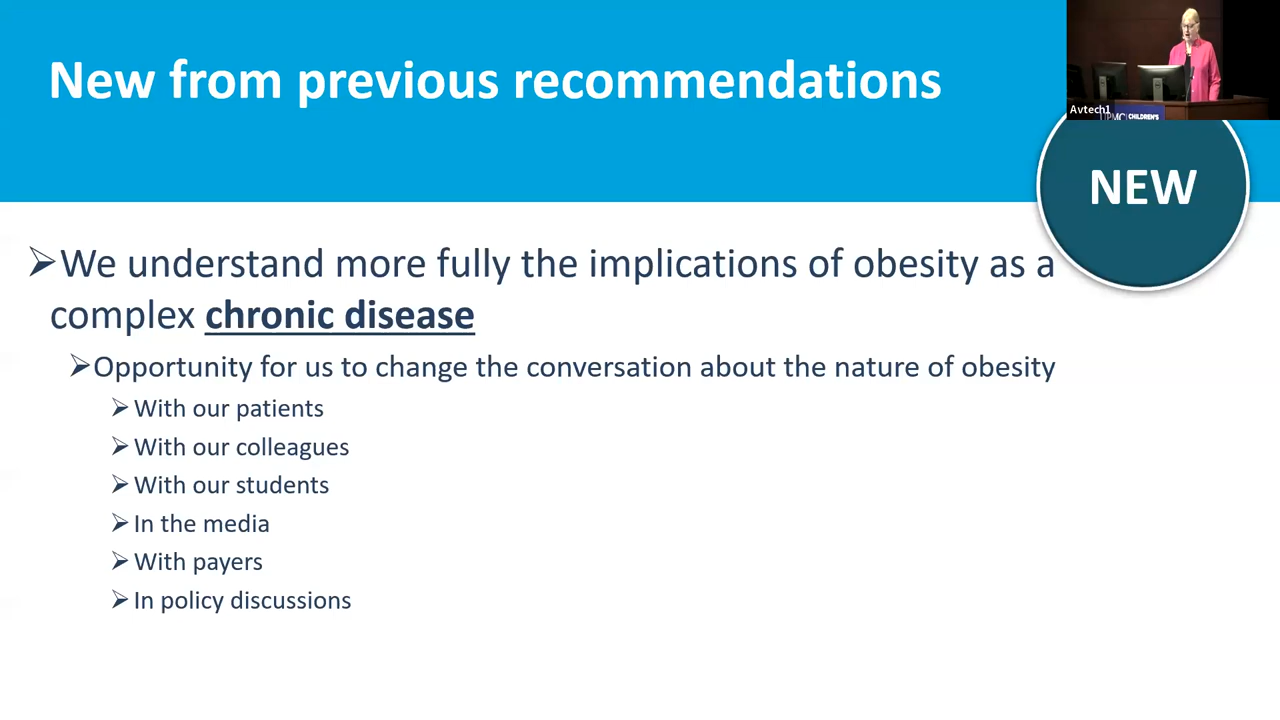 New from previous recommendations
Avtech1
UPMC CHILDREN'S
NEW
➢We understand more fully the implications of obesity as a
complex chronic disease
➢Opportunity for us to change the conversation about the nature of obesity
➢With our patients
➢With our colleagues
➢With our students
➢In the media
➢With payers
➢In policy discussions